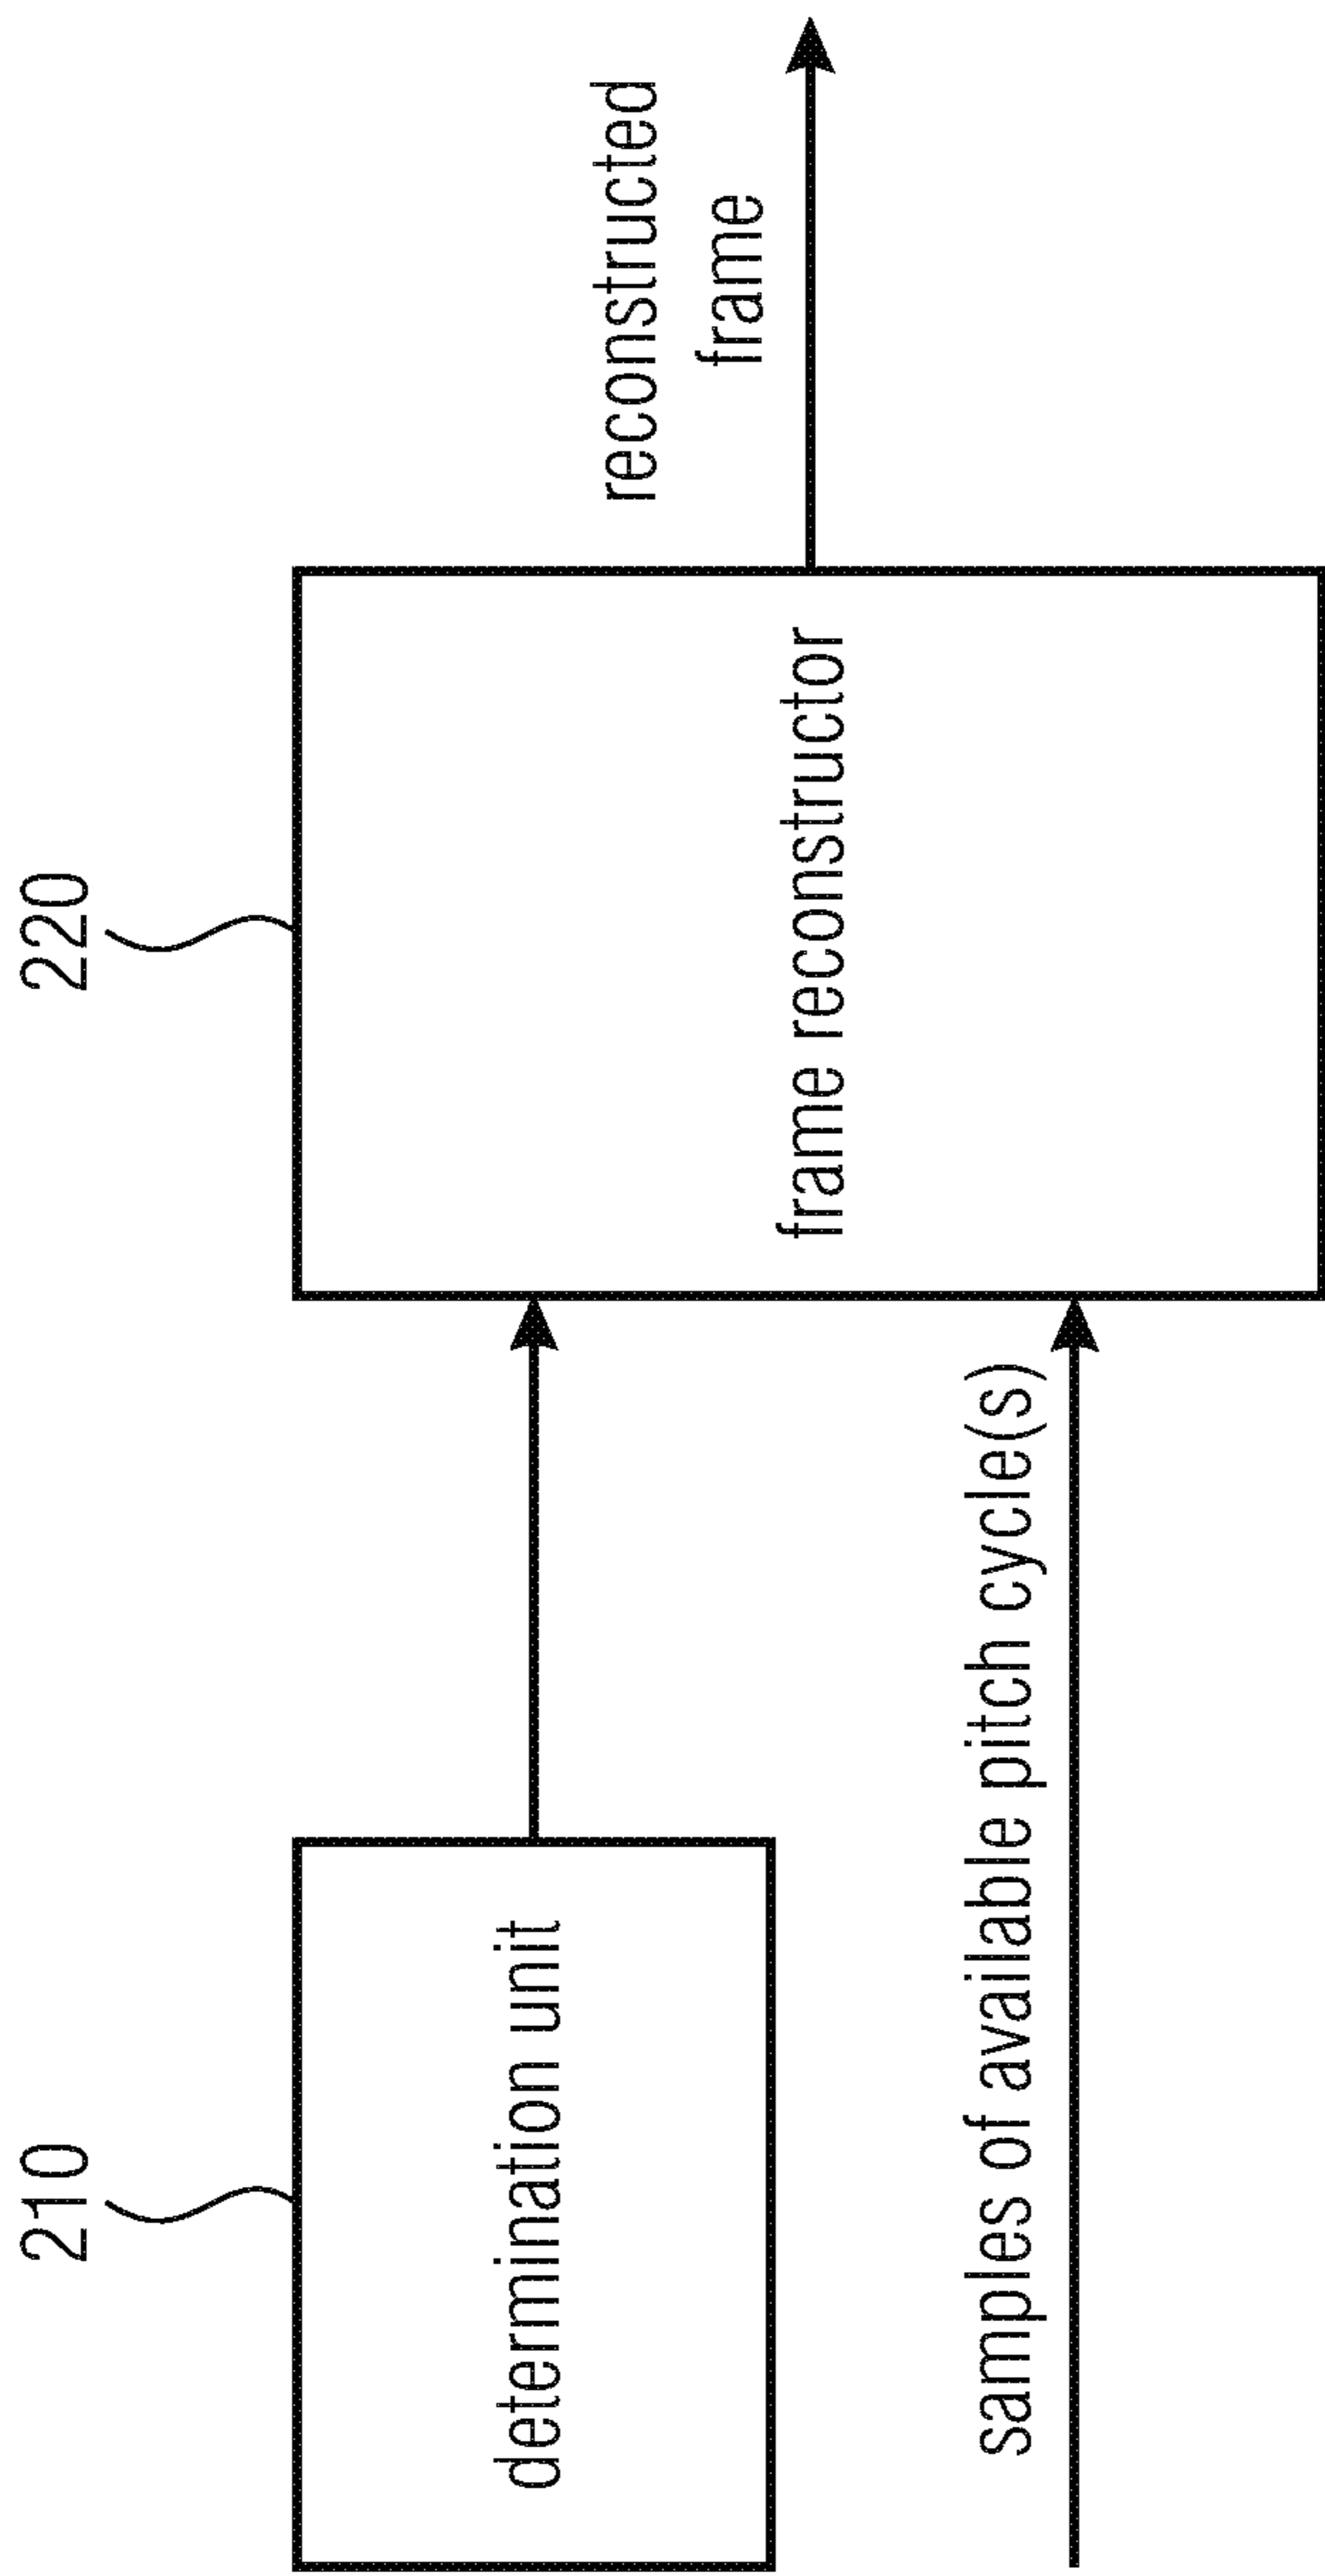 210
220
determination unit
frame reconstructor
reconstructed
frame
samples of available pitch cycle(s)